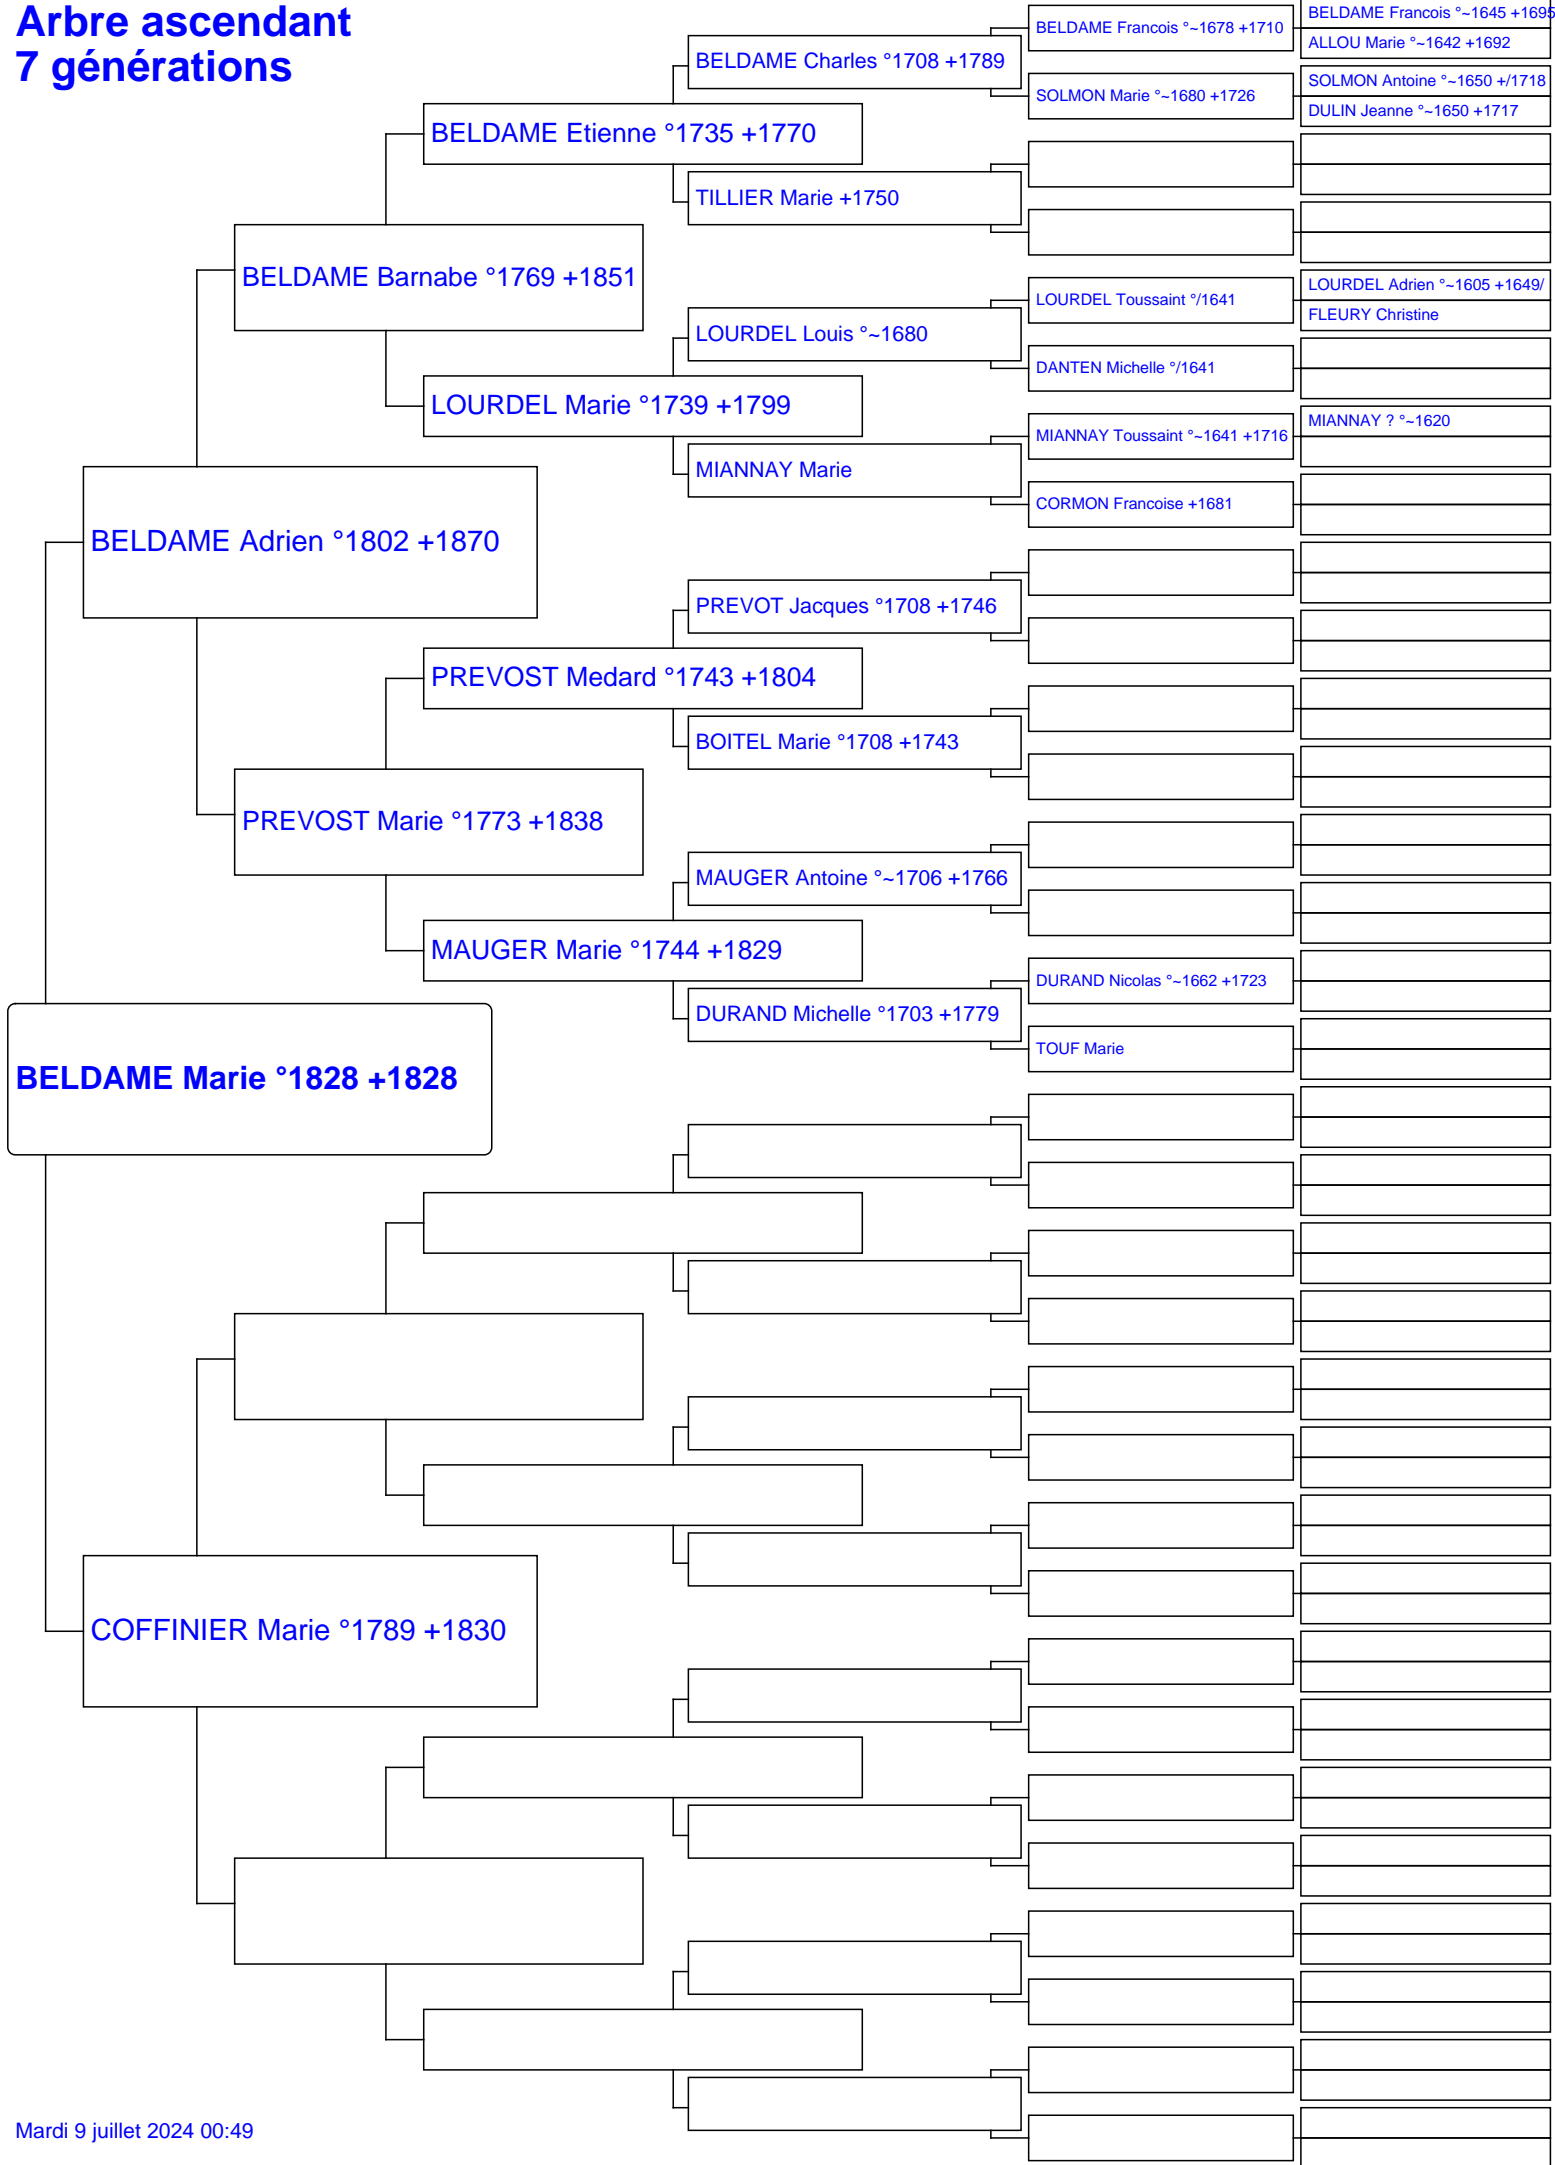 Arbre ascendant
7 générations
BELDAME Francois °~1645 +1695
BELDAME Francois °~1678 +1710
ALLOU Marie °~1642 +1692
BELDAME Charles °1708 +1789
SOLMON Antoine °~1650 +/1718
SOLMON Marie °~1680 +1726
DULIN Jeanne °~1650 +1717
BELDAME Etienne °1735 +1770
TILLIER Marie +1750
BELDAME Barnabe °1769 +1851
LOURDEL Adrien °~1605 +1649/
LOURDEL Toussaint °/1641
FLEURY Christine
LOURDEL Louis °~1680
DANTEN Michelle °/1641
LOURDEL Marie °1739 +1799
MIANNAY ? °~1620
MIANNAY Toussaint °~1641 +1716
MIANNAY Marie
CORMON Francoise +1681
BELDAME Adrien °1802 +1870
PREVOT Jacques °1708 +1746
PREVOST Medard °1743 +1804
BOITEL Marie °1708 +1743
PREVOST Marie °1773 +1838
MAUGER Antoine °~1706 +1766
MAUGER Marie °1744 +1829
DURAND Nicolas °~1662 +1723
DURAND Michelle °1703 +1779
TOUF Marie
BELDAME Marie °1828 +1828
COFFINIER Marie °1789 +1830
Mardi 9 juillet 2024 00:49